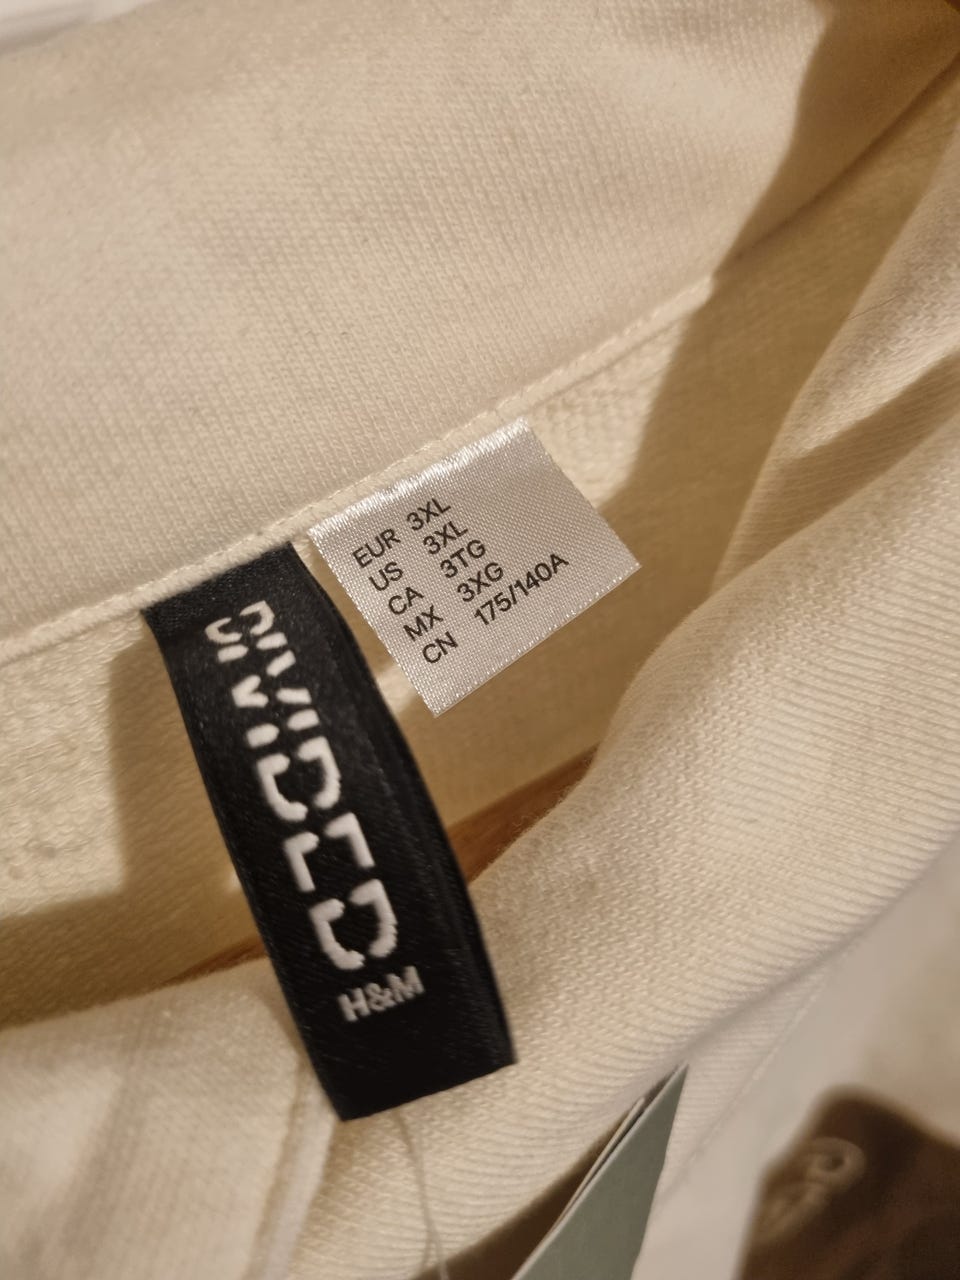 EUR 3XL
US 3XL
CA 3TG
MX 3XG
CN 175/140A
DIVIDED
H&M